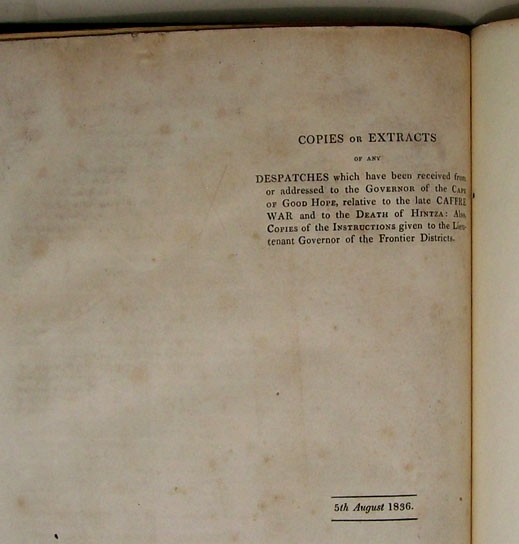 COPIES OR EXTRACTS
OF ANY
DESPATCHES which have been received from
or addressed to the GOVERNOR of the CAPE
OF GOOD HOPE, relative to the late CAFFRE
WAR and to the DEATH of HINTZA: Also,
COPIES of the INSTRUCTIONS given to the Lieu-
tenant Governor of the Frontier Districts.
5th August 1836.